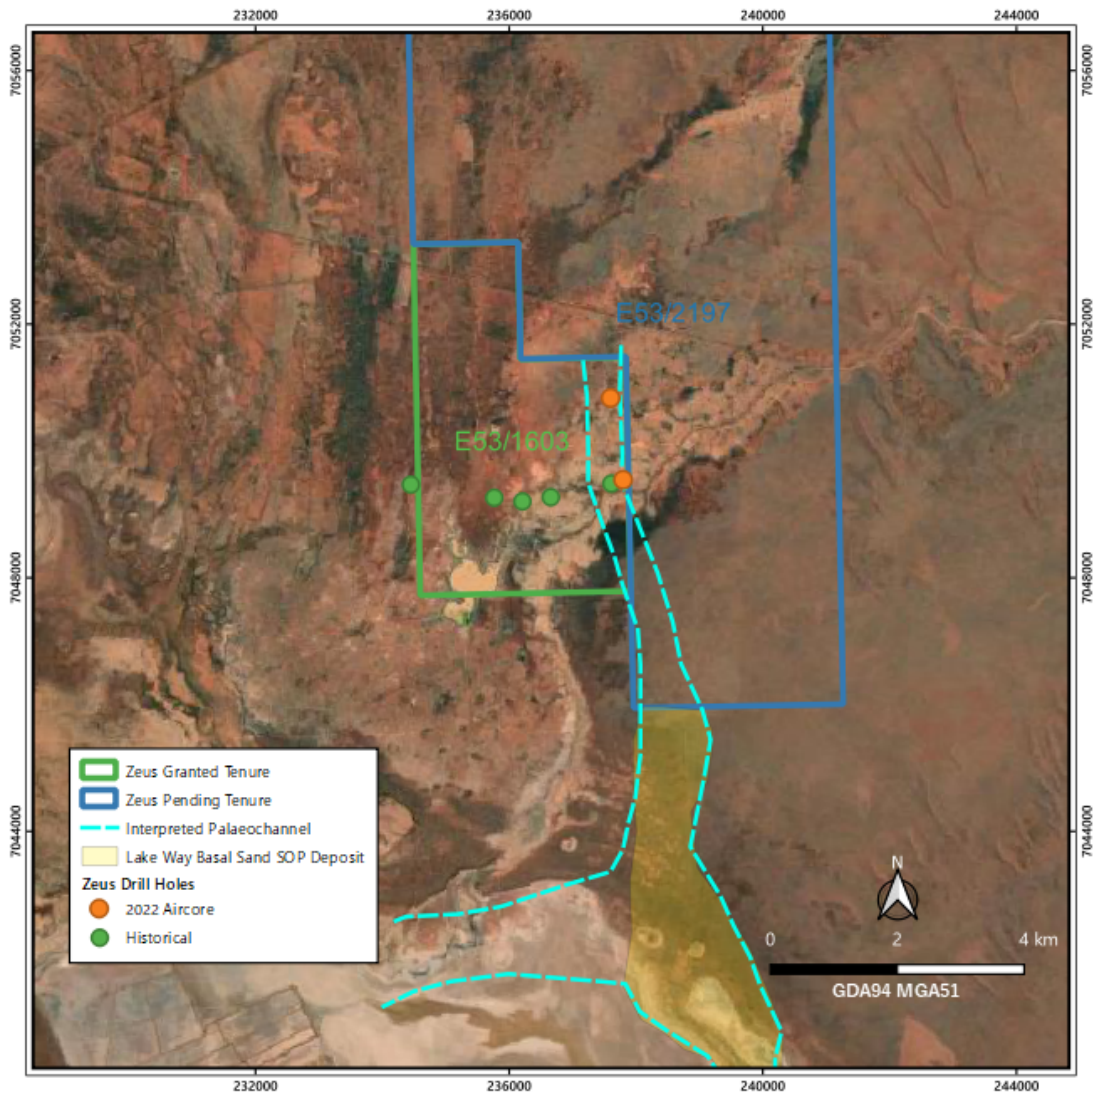 232000 236000 240000 244000
7056000 7056000
E53/2197
7052000 7052000
E53/1603
7048000 7048000
Zeus Granted Tenure
Zeus Pending Tenure
Interpreted Palaeochannel
Lake Way Basal Sand SOP Deposit
Zeus Drill Holes
2022 Aircore
Historical
7044000 7044000
N
0 2 4 km
GDA94 MGA51
232000 236000 240000 244000